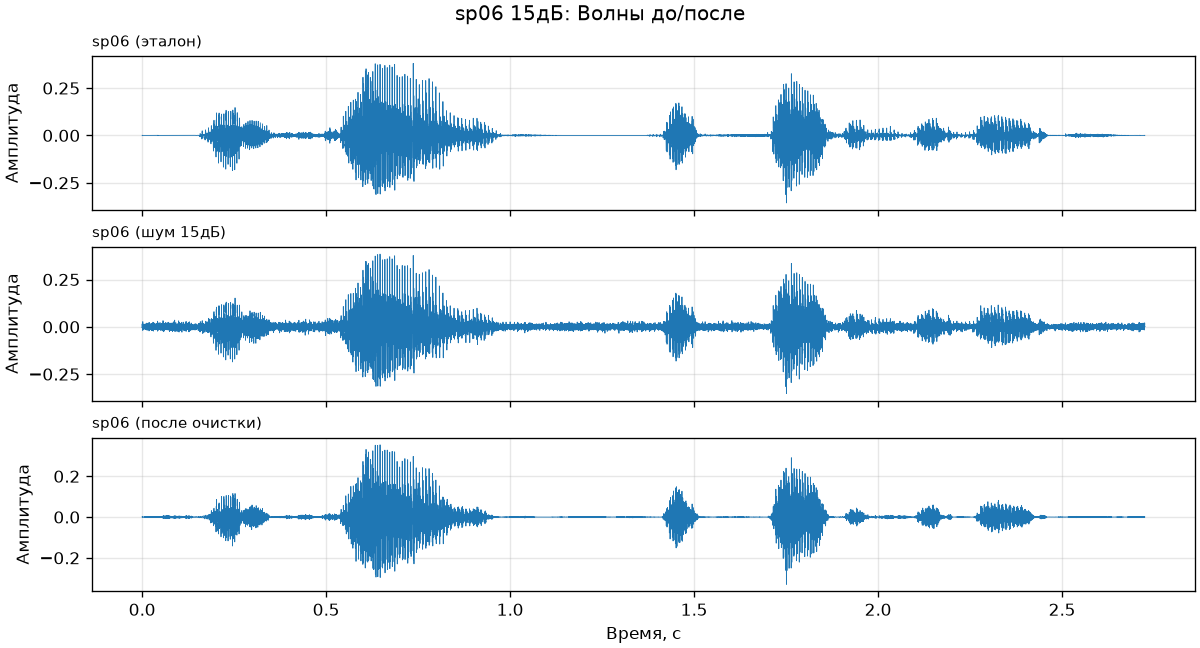 sp06 15дБ: Волны до/после
sp06 (эталон)
Амплитуда
0.25
0.00
−0.25
sp06 (шум 15дБ)
Амплитуда
0.25
0.00
−0.25
sp06 (после очистки)
Амплитуда
0.2
0.0
−0.2
0.0 0.5 1.0 1.5 2.0 2.5
Время, с